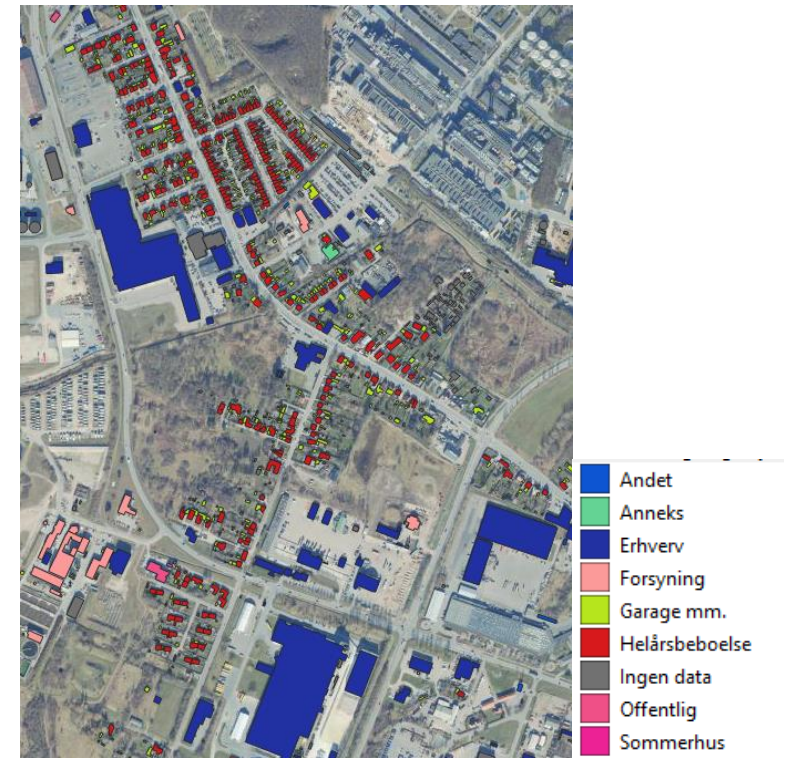 Andet
Anneks
Erhverv
Forsyning
Garage mm.
Helårsbeboelse
Ingen data
Offentlig
Sommerhus